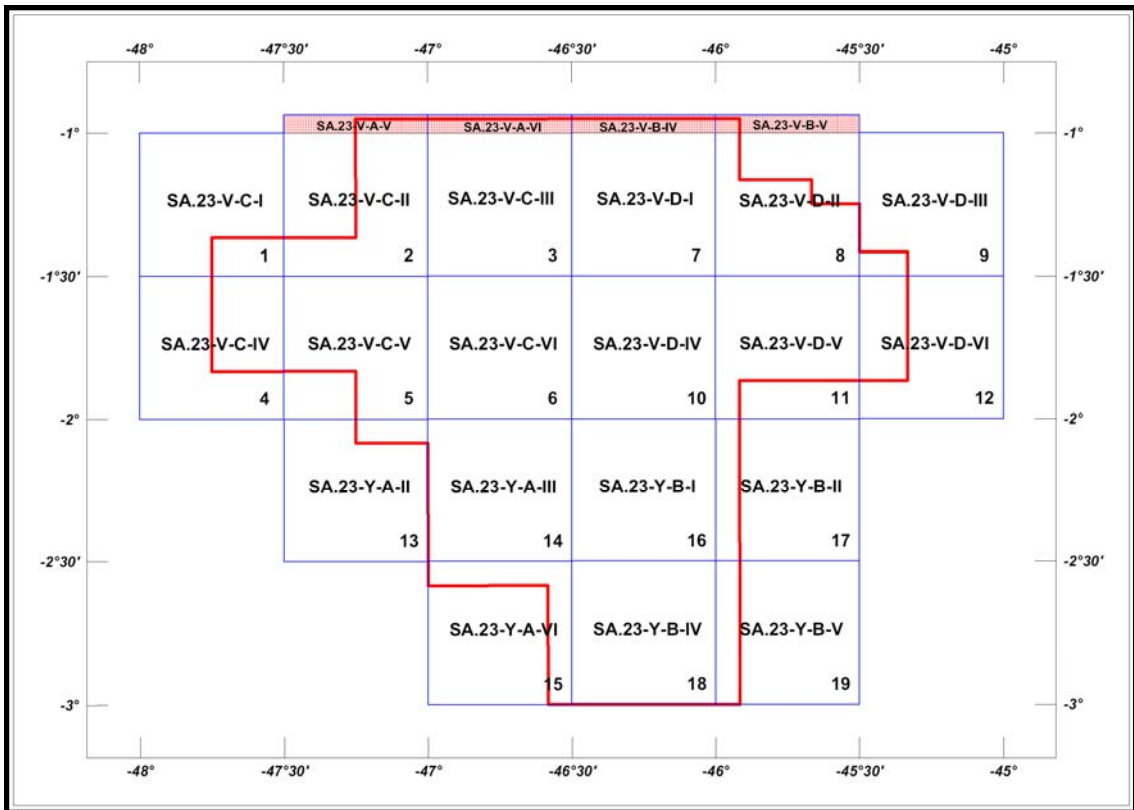 -48° -47°30' -47° -46°30' -46° -45°30' -45°
SA.23-V-A-V SA.23-V-A-VI SA.23-V-B-IV SA.23-V-B-V
-1° -1°
SA.23-V-C-I SA.23-V-C-II SA.23-V-C-III SA.23-V-D-I SA.23-V-D-II SA.23-V-D-III
1 2 3 7 8 9
-1°30' -1°30'
SA.23-V-C-IV SA.23-V-C-V SA.23-V-C-VI SA.23-V-D-IV SA.23-V-D-V SA.23-V-D-VI
4 5 6 10 11 12
-2° -2°
SA.23-Y-A-II SA.23-Y-A-III SA.23-Y-B-I SA.23-Y-B-II
13 14 16 17
-2°30' -2°30'
SA.23-Y-A-VI SA.23-Y-B-IV SA.23-Y-B-V
15 18 19
-3° -3°
-48° -47°30' -47° -46°30' -46° -45°30' -45°